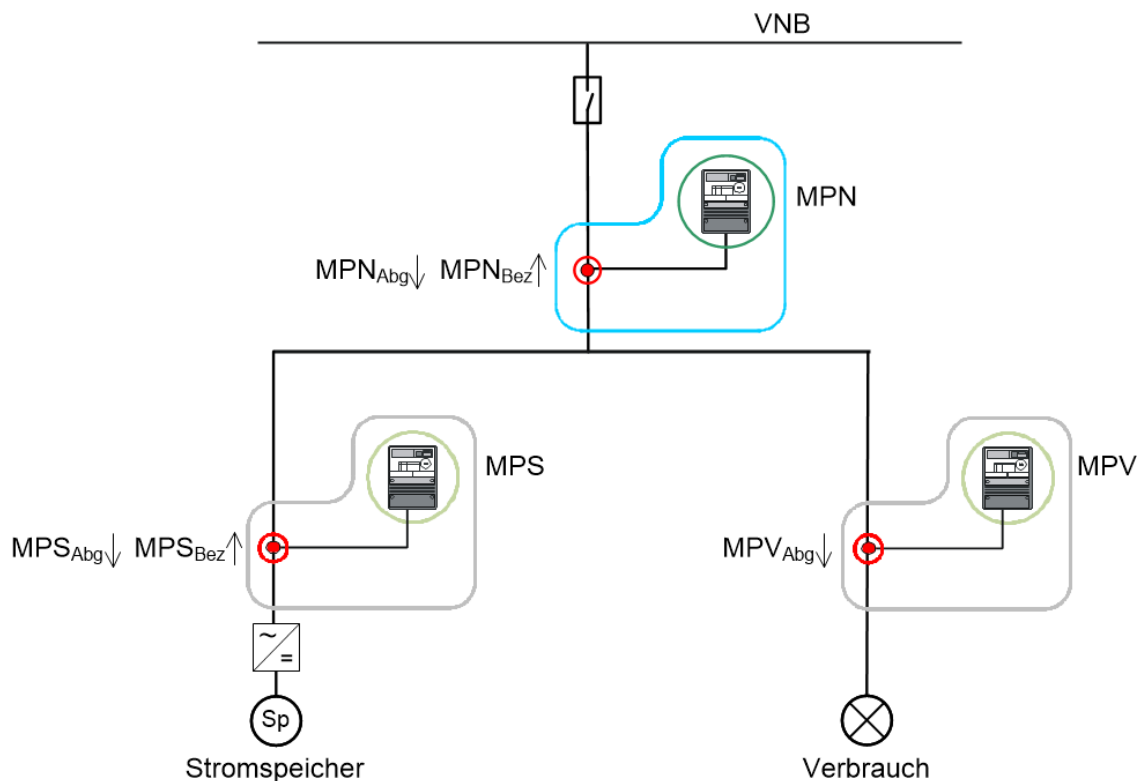 VNB
MPN
MPNAbg↓ MPNBez↑
MPS
MPV
MPSAbg↓ MPSBez↑
MPVAbg↓
~
=
Sp
Stromspeicher
Verbrauch